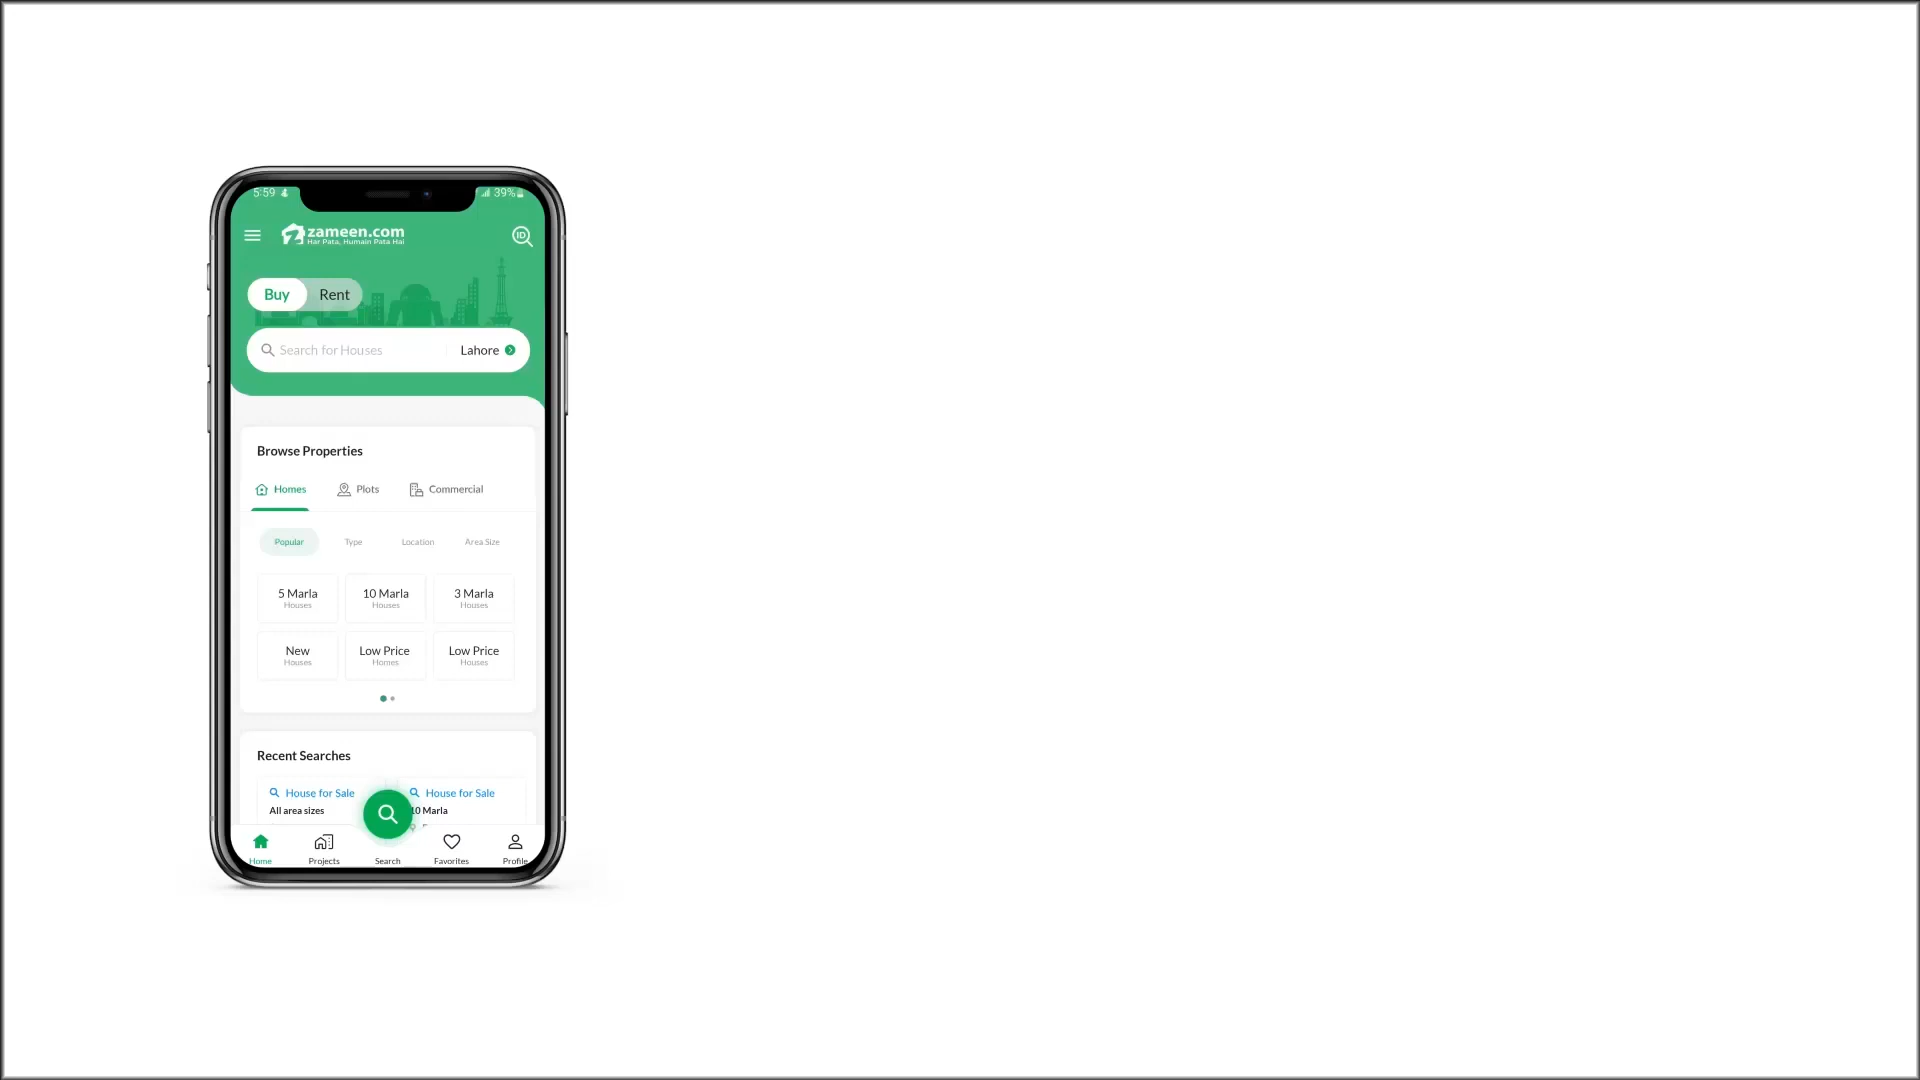 5:59
39%
zameen.com
Har Pata, Humain Pata Hai
ID
Buy Rent
Search for Houses Lahore
Browse Properties
Homes Plots Commercial
Popular Type Location Area Size
5 Marla 10 Marla 3 Marla
Houses Houses Houses
New Low Price Low Price
Houses Homes Houses
Recent Searches
House for Sale House for Sale
All area sizes 10 Marla
Home Projects Search Favorites Profile